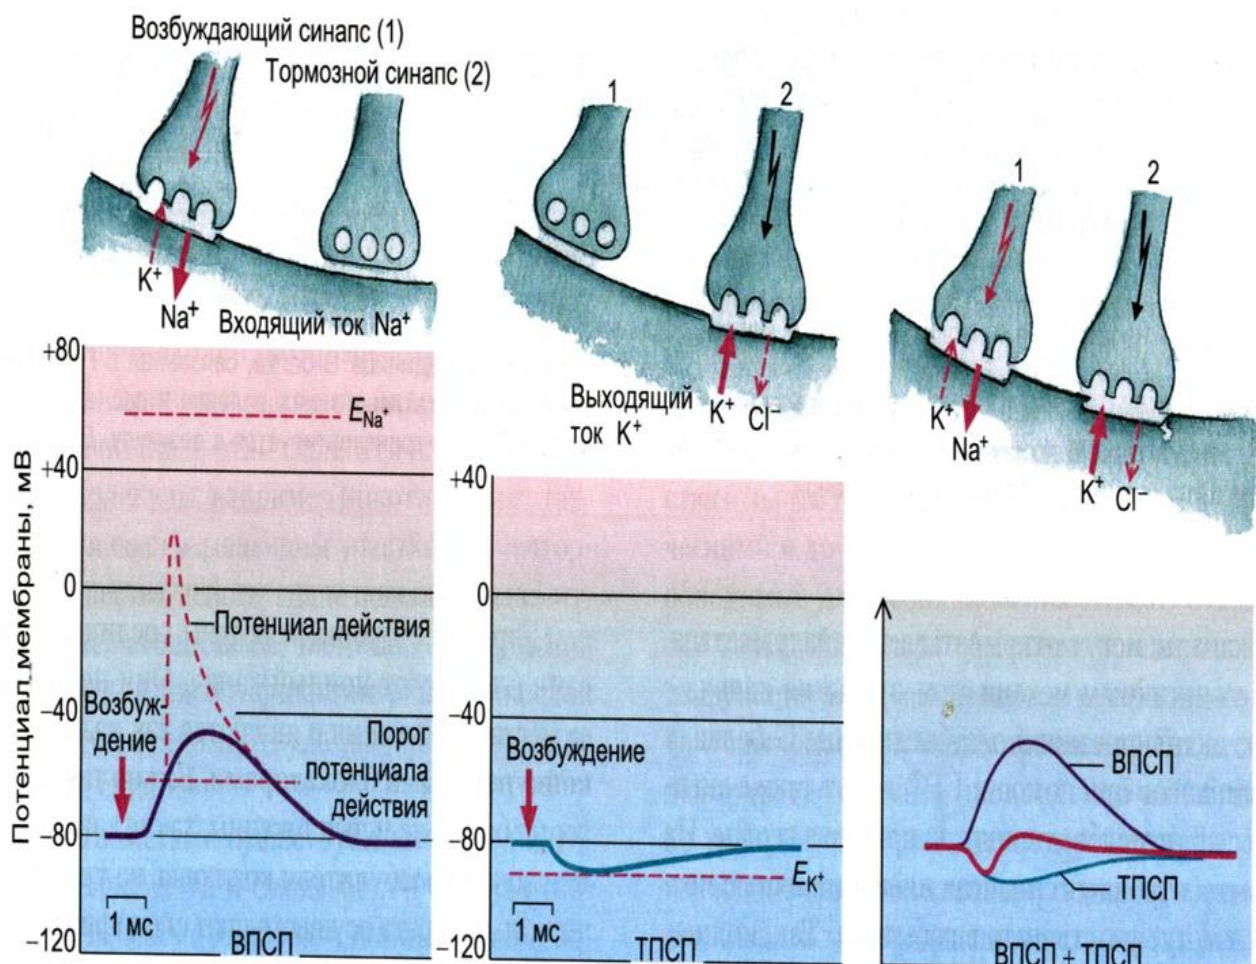 Возбуждающий синапс (1)
Тормозной синапс (2)
K⁺
Na⁺
Входящий ток Na⁺
1
2
Выходящий
ток K⁺
K⁺
Cl⁻
1
2
K⁺
Na⁺
K⁺
Cl⁻
Потенциал мембраны, мВ
+80
+40
0
−40
−80
−120
E Na⁺
Потенциал действия
Возбуж-
дение
Порог
потенциала
действия
1 мс
ВПСП
+40
0
−40
−80
−120
Возбуждение
E K⁺
1 мс
ТПСП
ВПСП
ТПСП
ВПСП + ТПСП